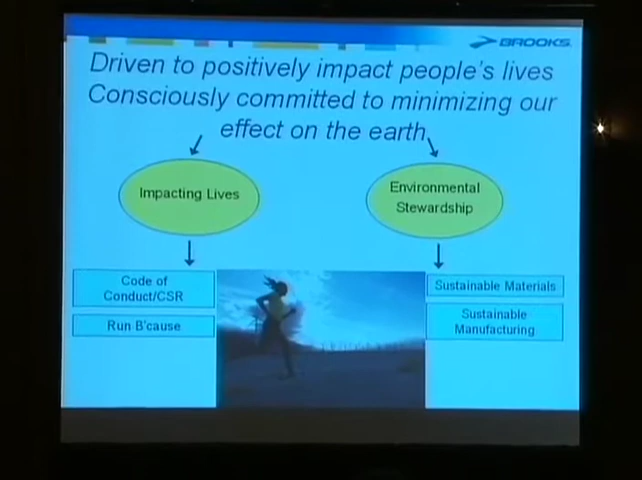 BROOKS
Driven to positively impact people's lives
Consciously committed to minimizing our
effect on the earth
Impacting Lives
Environmental
Stewardship
Code of
Conduct/CSR
Run B'cause
Sustainable Materials
Sustainable
Manufacturing